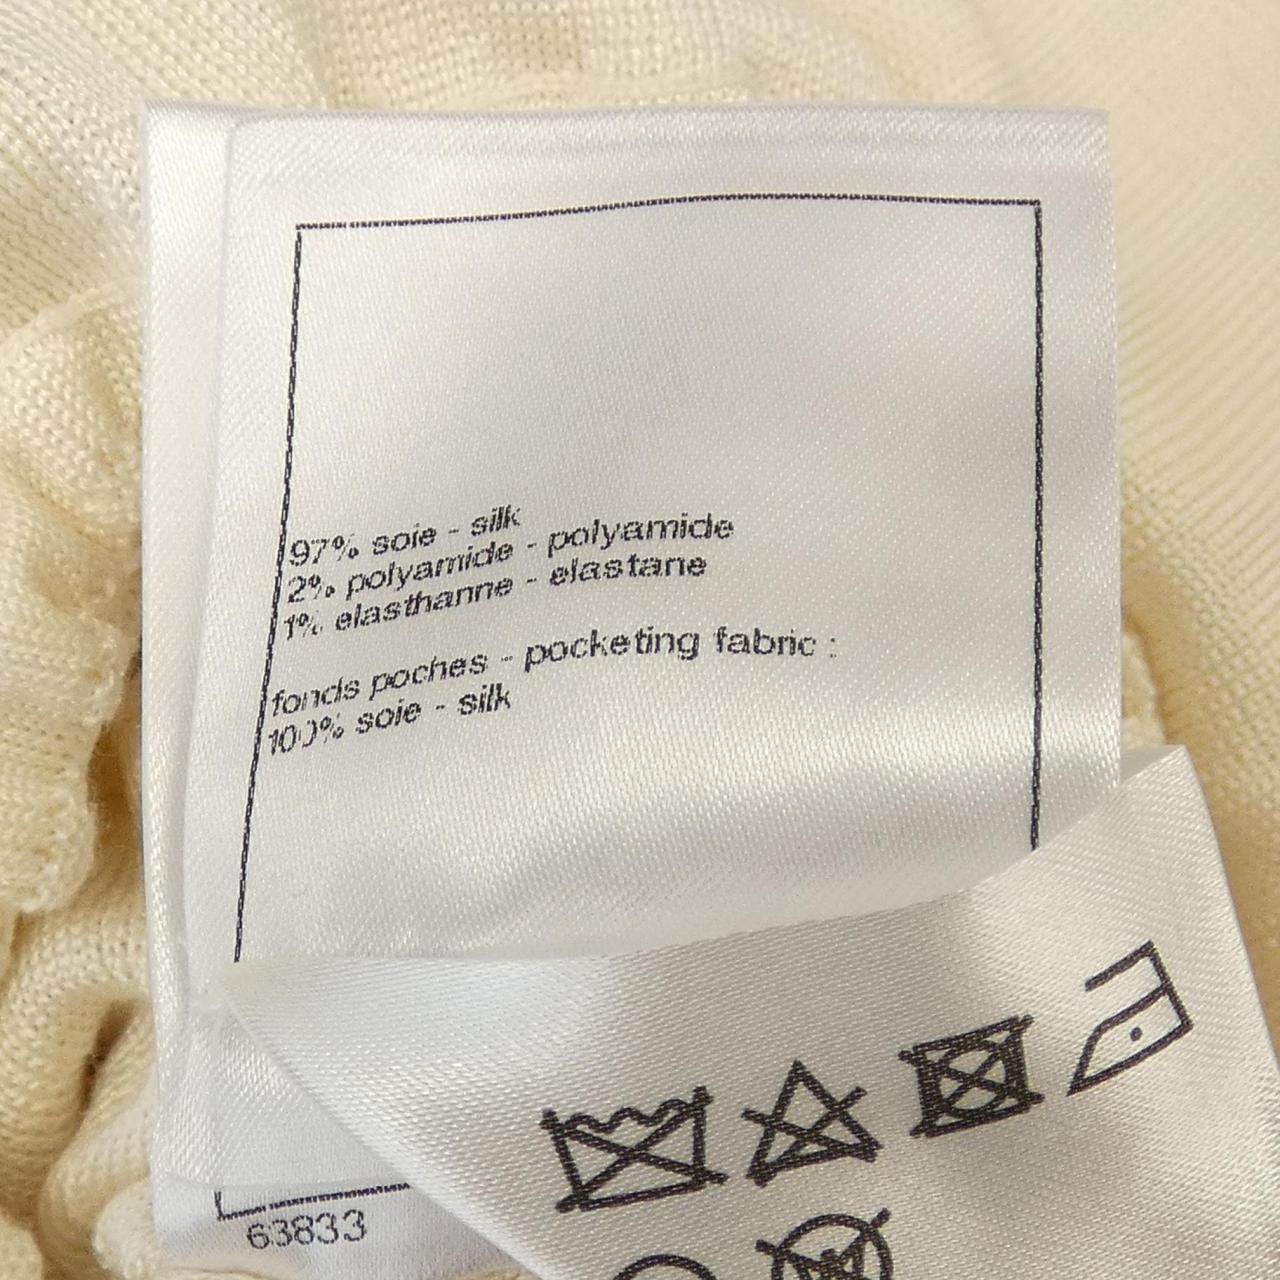 97% soie - silk
2% polyamide - polyamide
1% elasthanne - elastane
fonds poches - pocketing fabric :
100% soie - silk
63833